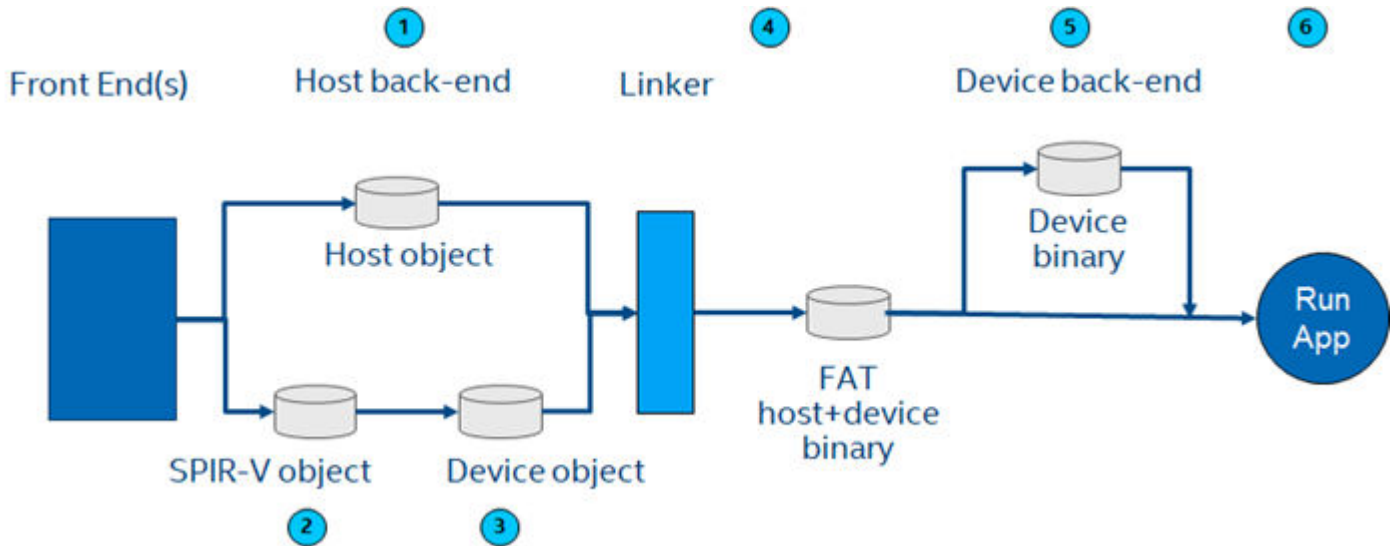 1
4
5
6
Front End(s)
Host back-end
Linker
Device back-end
Host object
Device
binary
Run
App
FAT
host+device
binary
SPIR-V object
Device object
2
3